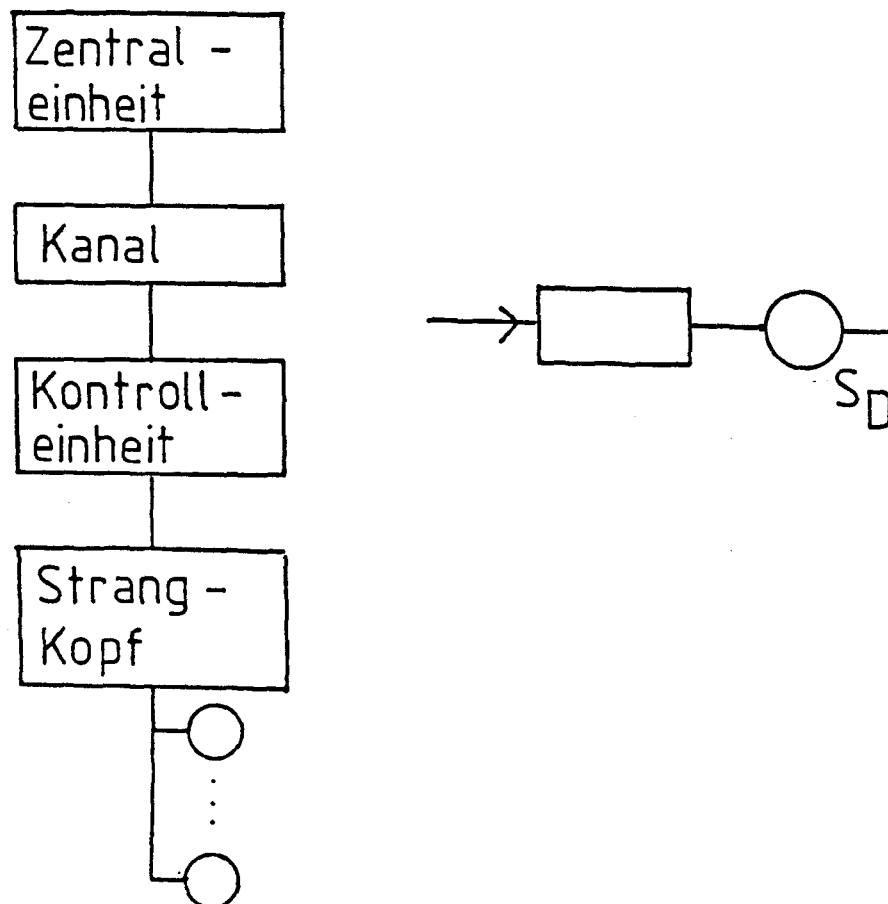 Zentral -
einheit
Kanal
Kontroll -
einheit
Strang -
Kopf
S_D